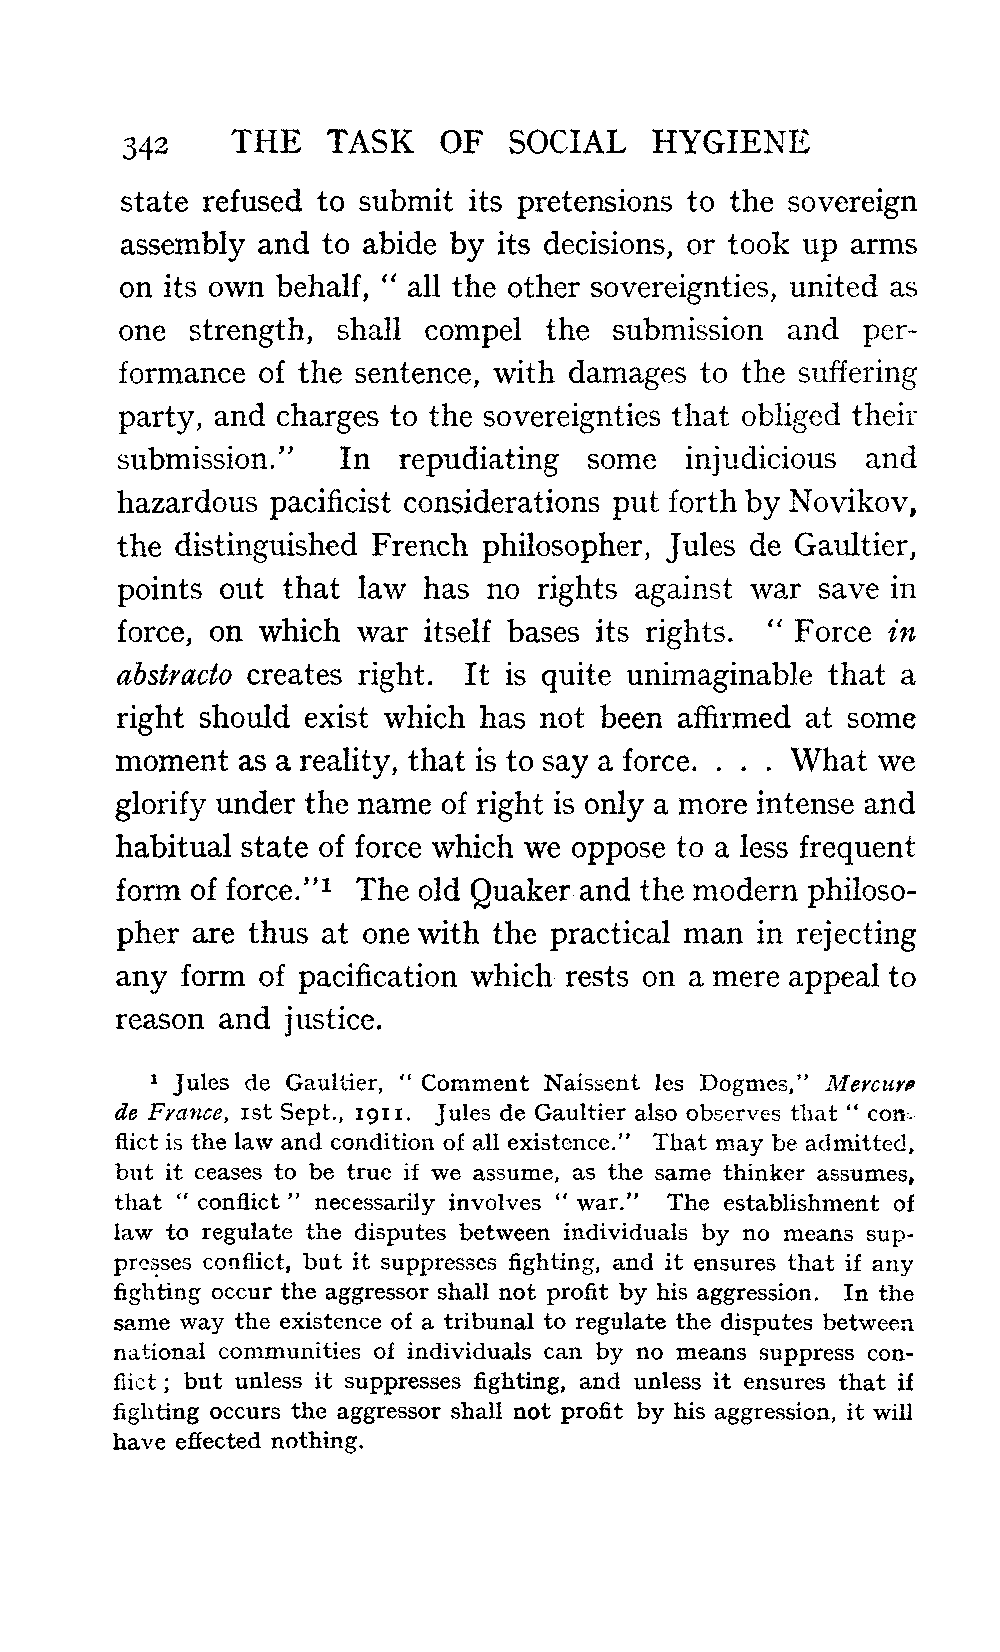 342 THE TASK OF SOCIAL HYGIENE
state refused to submit its pretensions to the sovereign
assembly and to abide by its decisions, or took up arms
on its own behalf, “ all the other sovereignties, united as
one strength, shall compel the submission and per-
formance of the sentence, with damages to the suffering
party, and charges to the sovereignties that obliged their
submission.” In repudiating some injudicious and
hazardous pacificist considerations put forth by Novikov,
the distinguished French philosopher, Jules de Gaultier,
points out that law has no rights against war save in
force, on which war itself bases its rights. “ Force in
abstracto creates right. It is quite unimaginable that a
right should exist which has not been affirmed at some
moment as a reality, that is to say a force. . . . What we
glorify under the name of right is only a more intense and
habitual state of force which we oppose to a less frequent
form of force.”¹ The old Quaker and the modern philoso-
pher are thus at one with the practical man in rejecting
any form of pacification which rests on a mere appeal to
reason and justice.
¹ Jules de Gaultier, “ Comment Naissent les Dogmes,” Mercure
de France, 1st Sept., 1911. Jules de Gaultier also observes that “ con-
flict is the law and condition of all existence.” That may be admitted,
but it ceases to be true if we assume, as the same thinker assumes,
that “ conflict ” necessarily involves “ war.” The establishment of
law to regulate the disputes between individuals by no means sup-
presses conflict, but it suppresses fighting, and it ensures that if any
fighting occur the aggressor shall not profit by his aggression. In the
same way the existence of a tribunal to regulate the disputes between
national communities of individuals can by no means suppress con-
flict ; but unless it suppresses fighting, and unless it ensures that if
fighting occurs the aggressor shall not profit by his aggression, it will
have effected nothing.